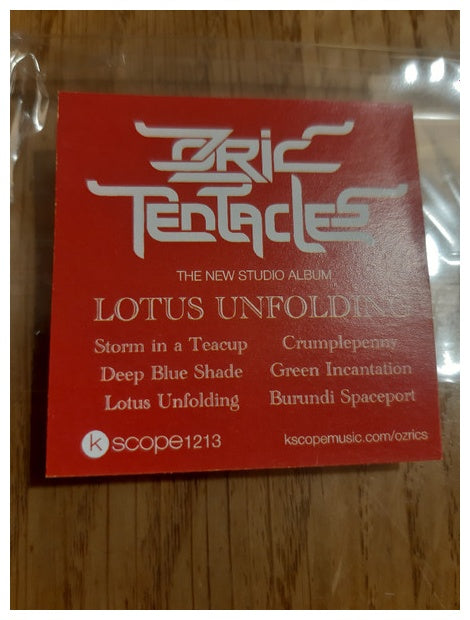 OZRIC
TENTACLES
THE NEW STUDIO ALBUM
LOTUS UNFOLDING
Storm in a Teacup
Deep Blue Shade
Lotus Unfolding
Crumplepenny
Green Incantation
Burundi Spaceport
k scope1213
kscopemusic.com/ozrics